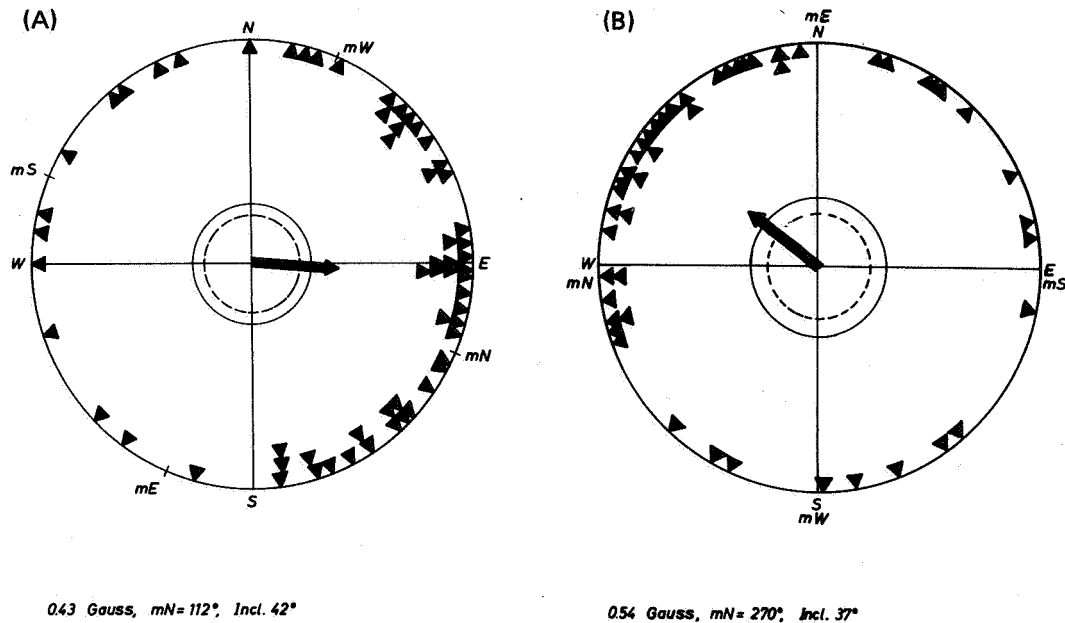 (A)
N
mW
mS
W
E
mN
mE
S
0.43 Gauss, mN = 112°, Incl. 42°
(B)
mE
N
W
mN
E
mS
S
mW
0.54 Gauss, mN = 270°, Incl. 37°